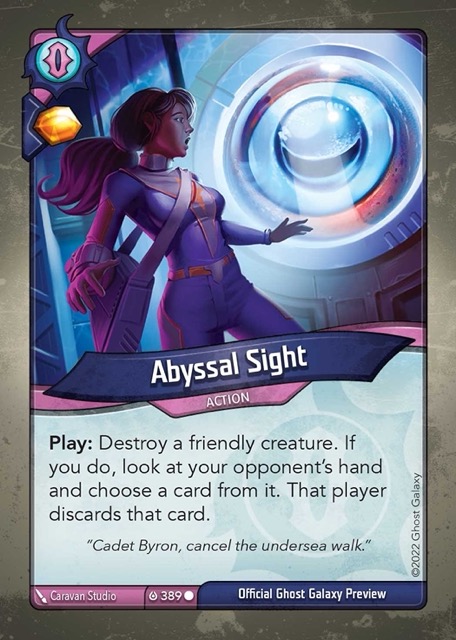 Abyssal Sight
ACTION
Play: Destroy a friendly creature. If
you do, look at your opponent's hand
and choose a card from it. That player
discards that card.
"Cadet Byron, cancel the undersea walk."
©2022 Ghost Galaxy
Caravan Studio
389
Official Ghost Galaxy Preview